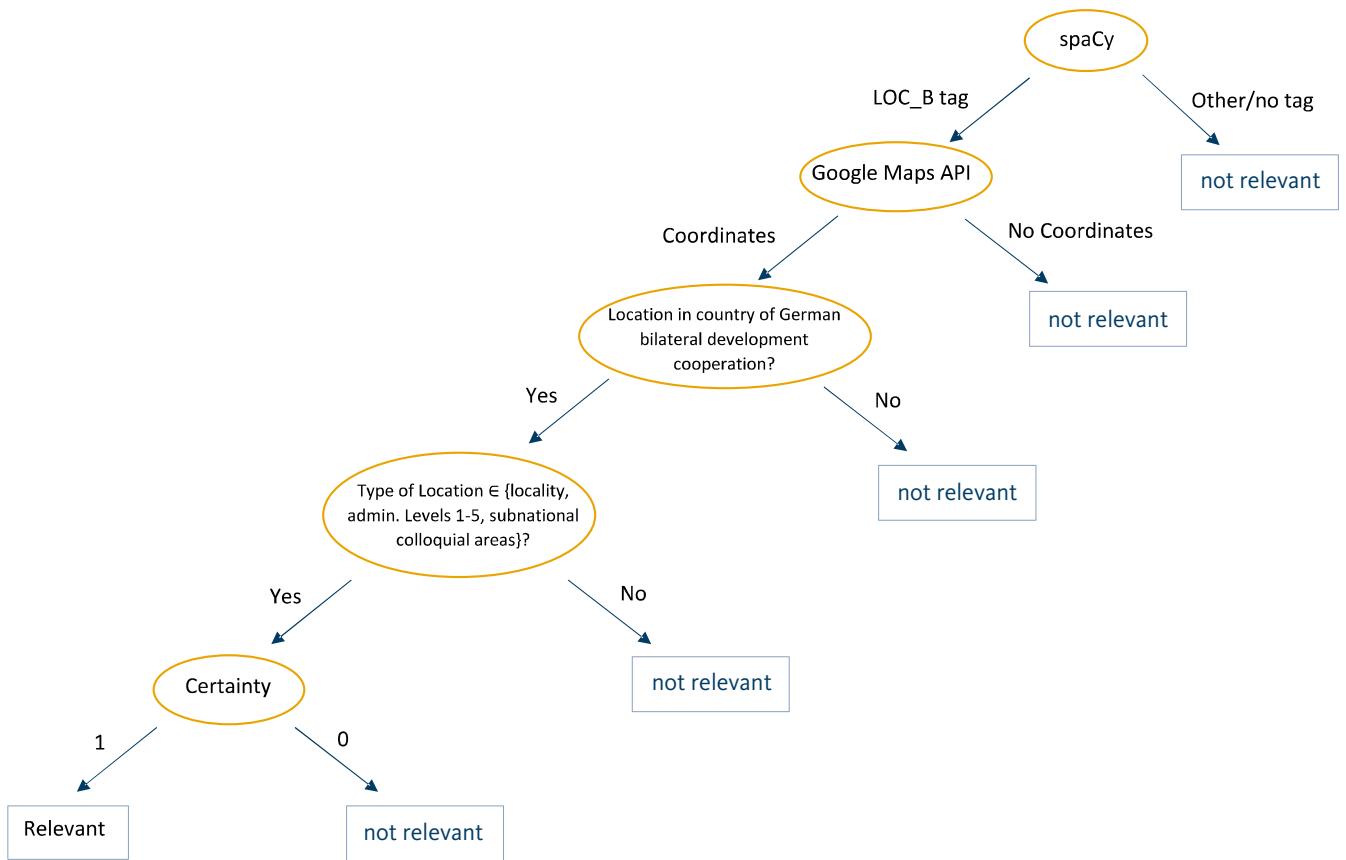 spaCy
LOC_B tag
Other/no tag
Google Maps API
not relevant
Coordinates
No Coordinates
Location in country of German
bilateral development
cooperation?
not relevant
Yes
No
Type of Location ∈ {locality,
admin. Levels 1-5, subnational
colloquial areas}?
not relevant
Yes
No
Certainty
not relevant
1
0
Relevant
not relevant